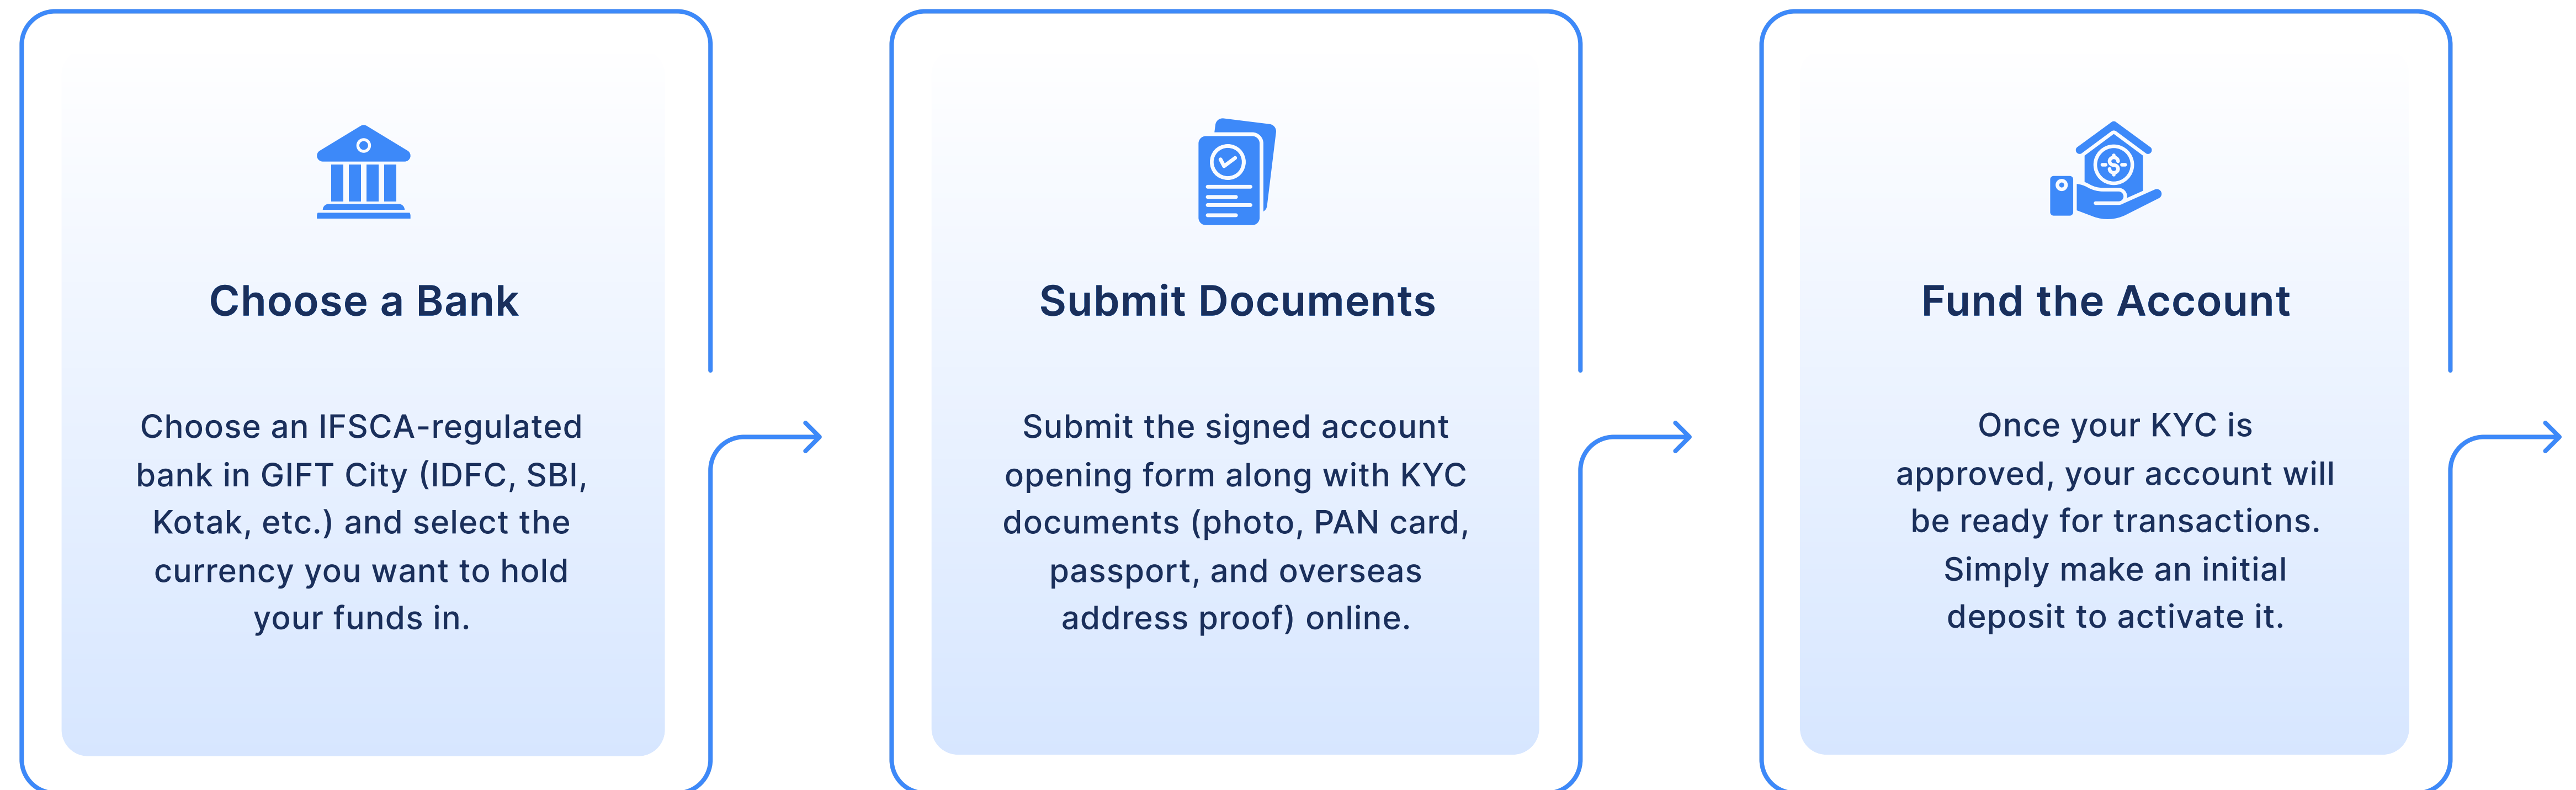 Choose a Bank
Choose an IFSCA-regulated
bank in GIFT City (IDFC, SBI,
Kotak, etc.) and select the
currency you want to hold
your funds in.
Submit Documents
Submit the signed account
opening form along with KYC
documents (photo, PAN card,
passport, and overseas
address proof) online.
Fund the Account
Once your KYC is
approved, your account will
be ready for transactions.
Simply make an initial
deposit to activate it.